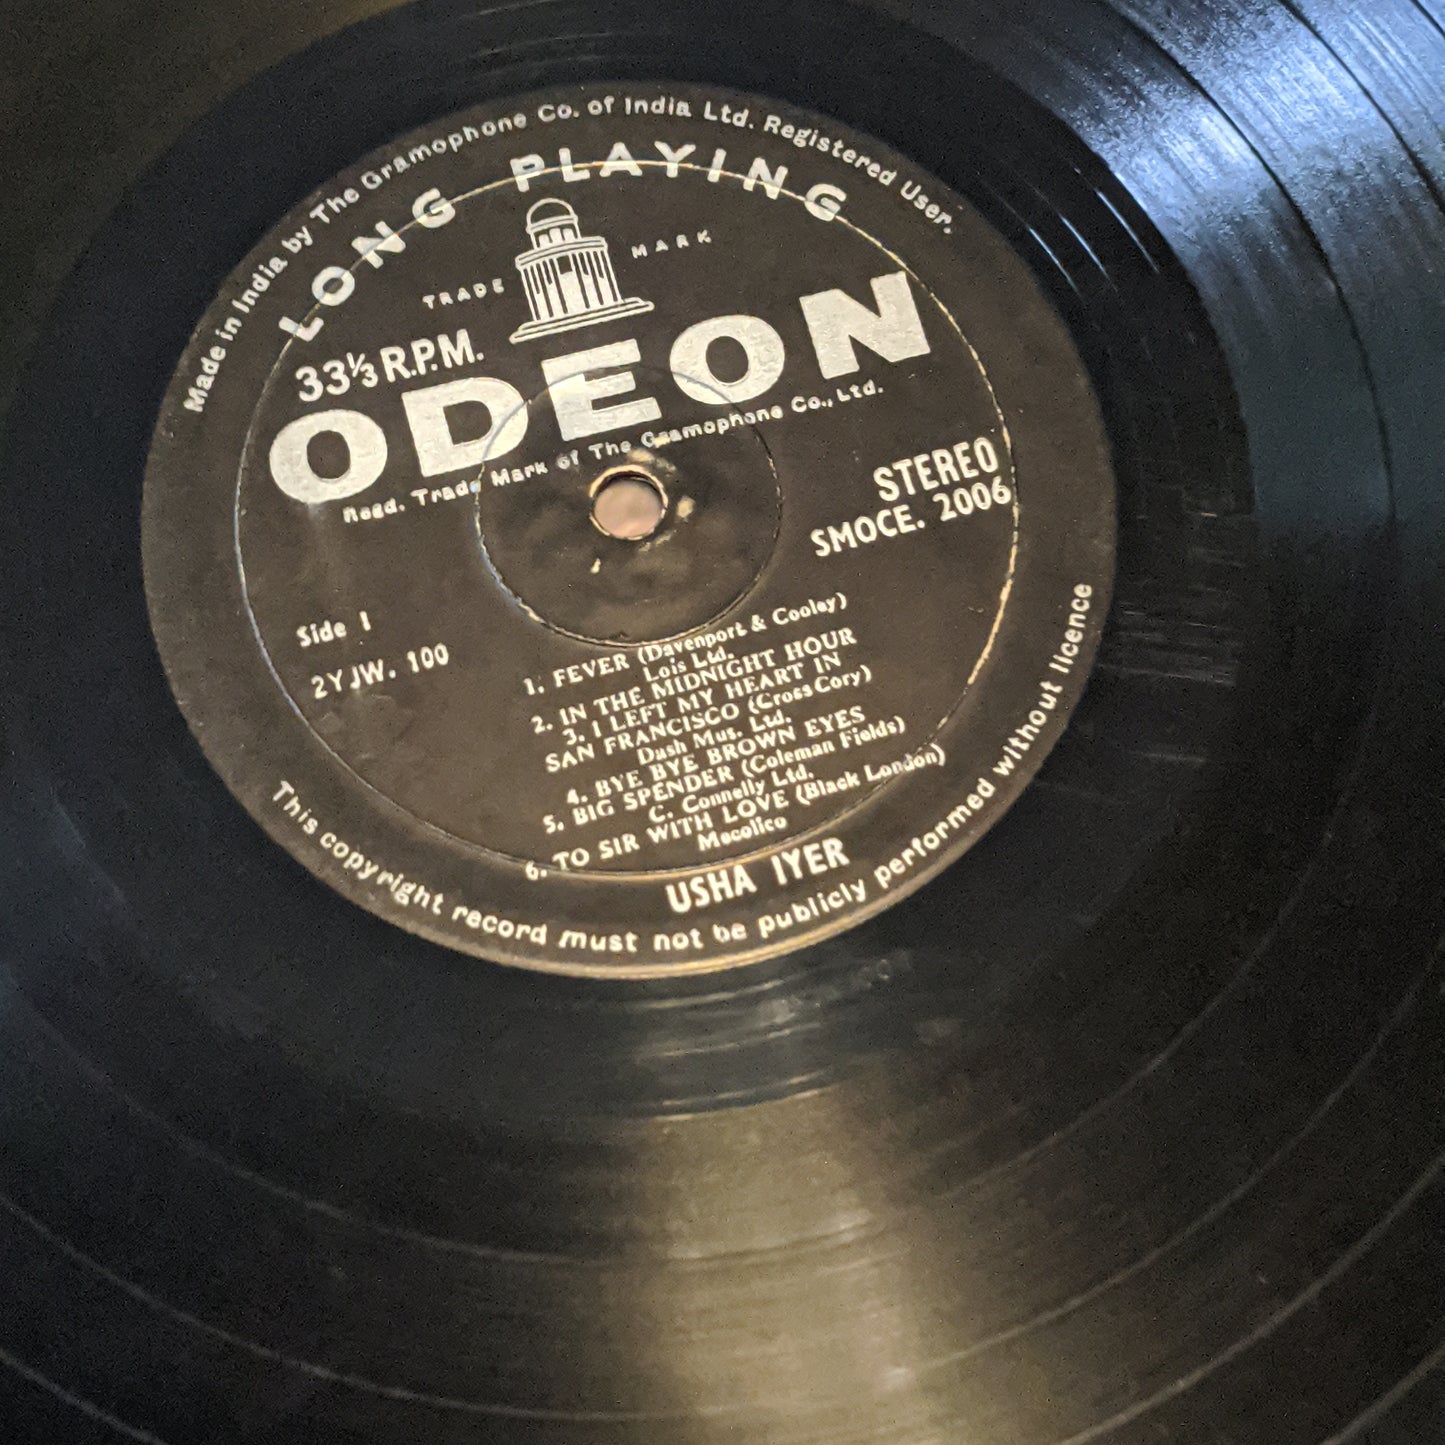 Made in India by The Gramophone Co. of India Ltd. Registered User.
LONG PLAYING
TRADE MARK
33⅓ R.P.M.
ODEON
Regd. Trade Mark of The Gramophone Co., Ltd.
STEREO
SMOCE. 2006
Side 1
2YJW. 100
1. FEVER (Davenport & Cooley)
Lois Ltd.
2. IN THE MIDNIGHT HOUR
3. I LEFT MY HEART IN
SAN FRANCISCO (Cross Cory)
Dash Mus. Ltd.
4. BYE BYE BROWN EYES
5. BIG SPENDER (Coleman Fields)
C. Connelly Ltd.
6. TO SIR WITH LOVE (Black London)
Mecolico
USHA IYER
This copyright record must not be publicly performed without licence